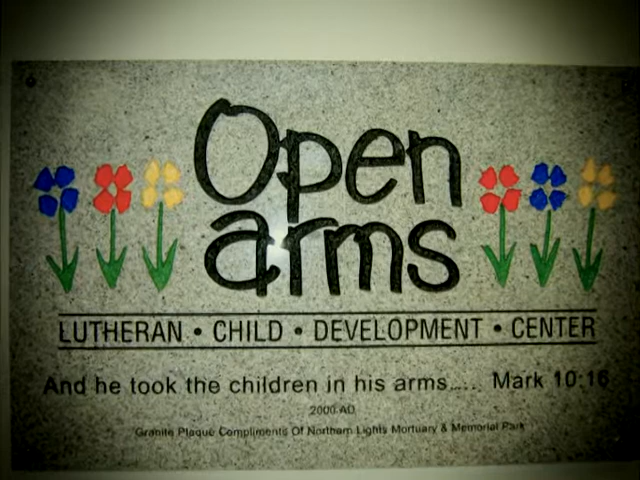 Open
arms
LUTHERAN • CHILD • DEVELOPMENT • CENTER
And he took the children in his arms..... Mark 10:16
2000 AD
Granite Plaque Compliments Of Northern Lights Mortuary & Memorial Park